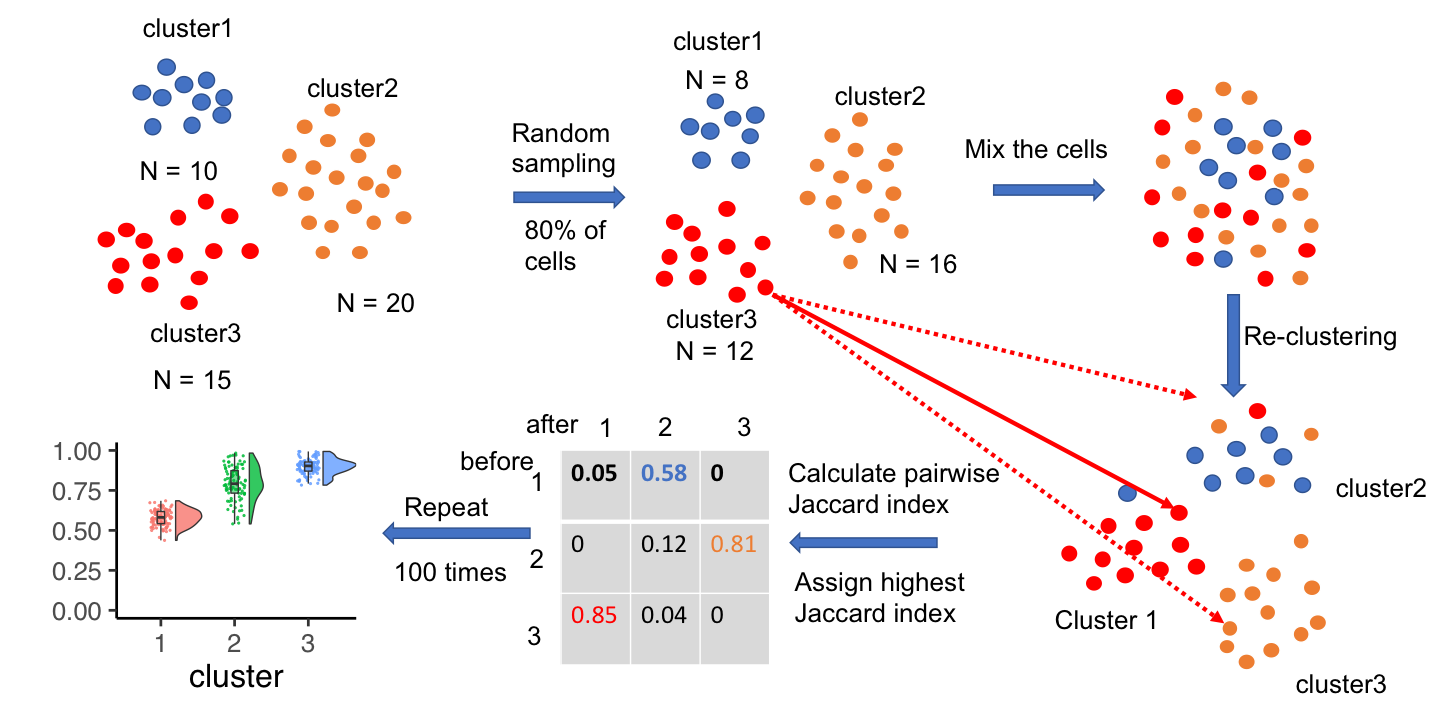 cluster1
N = 10
cluster2
N = 20
cluster3
N = 15
Random
sampling
80% of
cells
cluster1
N = 8
cluster2
N = 16
cluster3
N = 12
Mix the cells
Re-clustering
cluster2
Cluster 1
cluster3
Calculate pairwise
Jaccard index
Assign highest
Jaccard index
after 1 2 3
before
1 0.05 0.58 0
2 0 0.12 0.81
3 0.85 0.04 0
Repeat
100 times
1.00
0.75
0.50
0.25
0.00
1 2 3
cluster